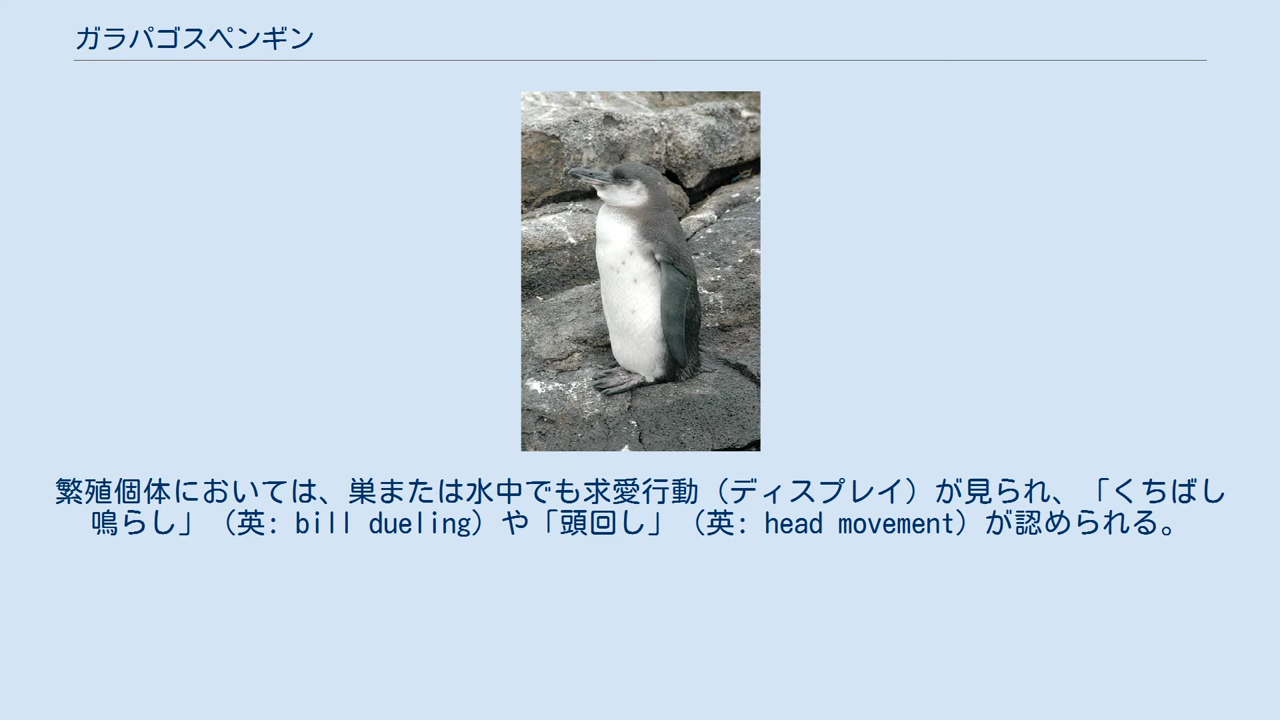 ガラパゴスペンギン
繁殖個体においては、巣または水中でも求愛行動（ディスプレイ）が見られ、「くちばし
鳴らし」（英: bill dueling）や「頭回し」（英: head movement）が認められる。